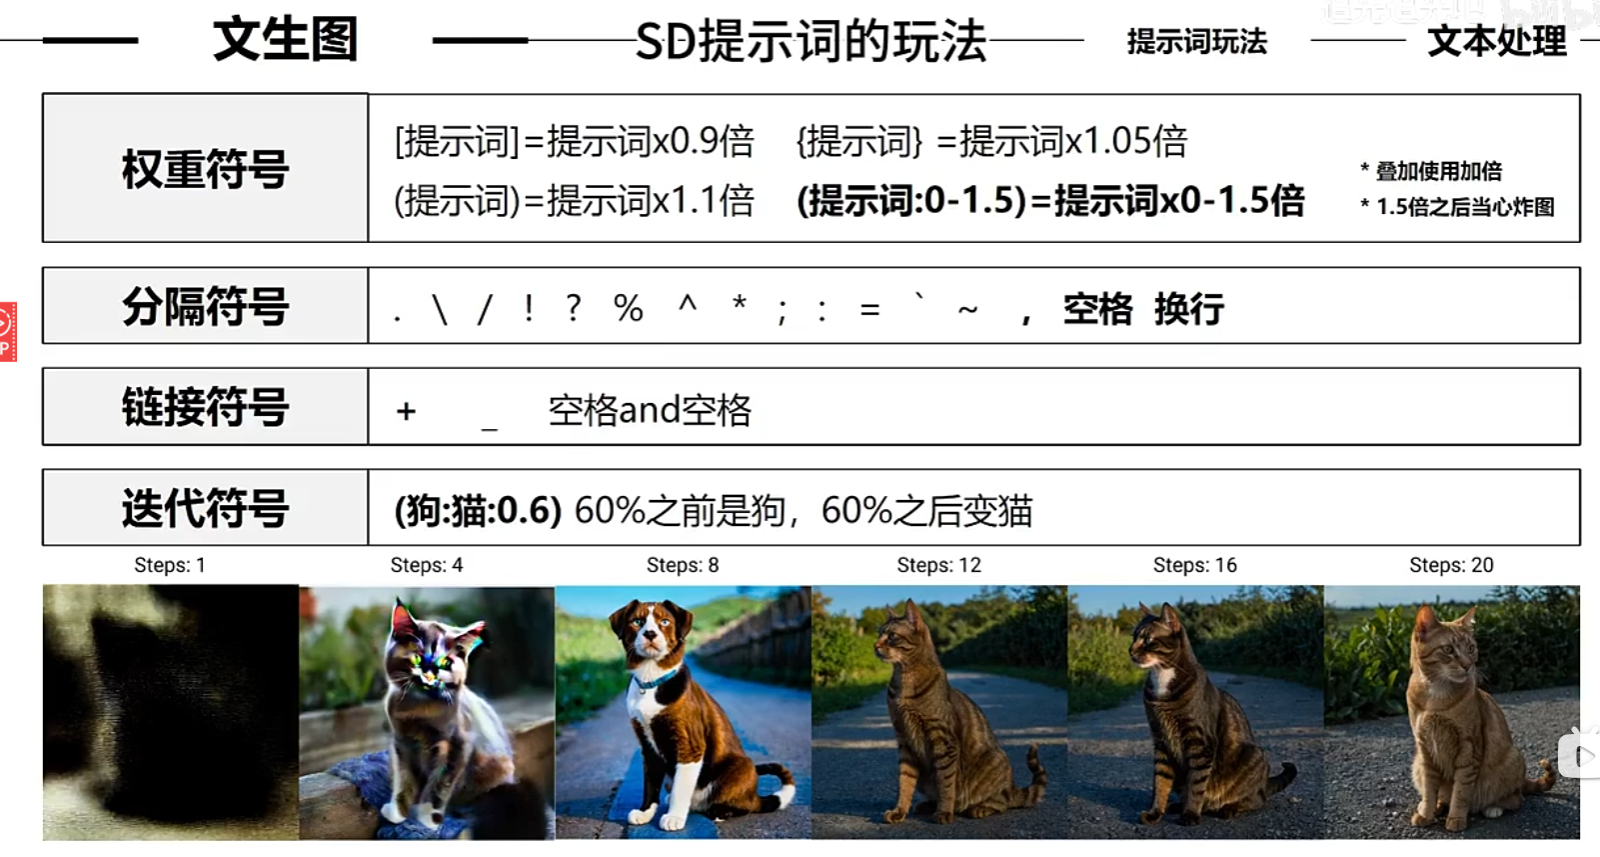 文生图 SD提示词的玩法 提示词玩法 文本处理
权重符号
[提示词]=提示词x0.9倍 {提示词} =提示词x1.05倍
(提示词)=提示词x1.1倍 (提示词:0-1.5)=提示词x0-1.5倍
* 叠加使用加倍
* 1.5倍之后当心炸图
分隔符号
. \ / ! ? % ^ * ; : = ` ~ , 空格 换行
链接符号
+ _ 空格and空格
迭代符号
(狗:猫:0.6) 60%之前是狗，60%之后变猫
Steps: 1 Steps: 4 Steps: 8 Steps: 12 Steps: 16 Steps: 20